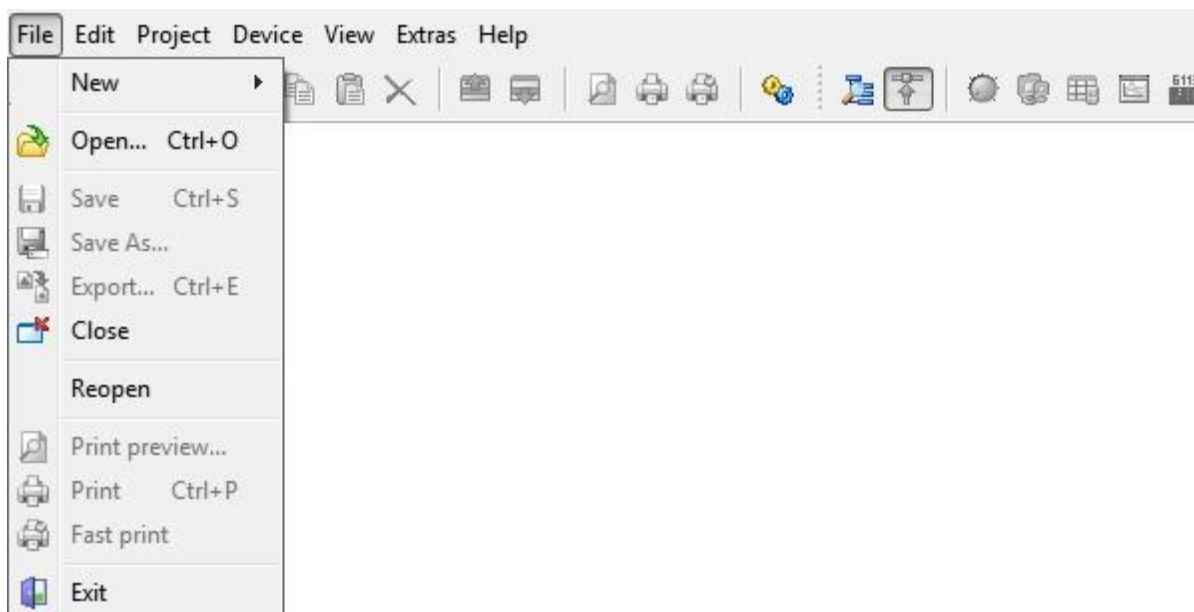 File Edit Project Device View Extras Help
New
Open... Ctrl+O
Save Ctrl+S
Save As...
Export... Ctrl+E
Close
Reopen
Print preview...
Print Ctrl+P
Fast print
Exit